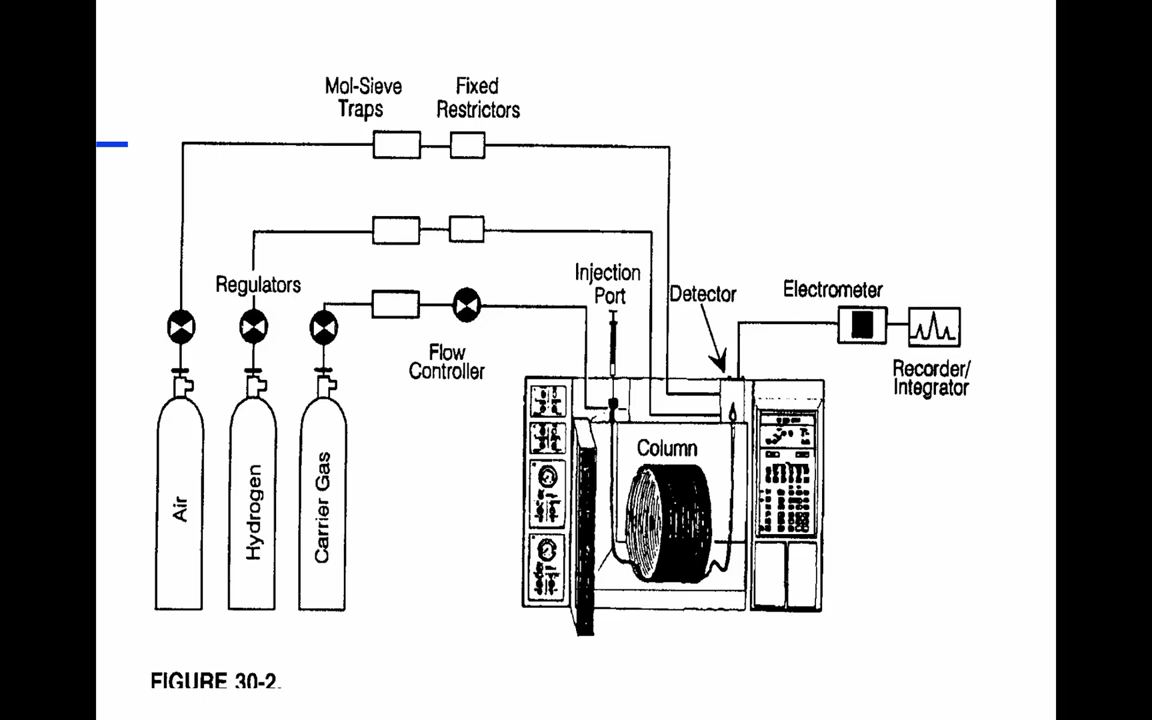 Mol-Sieve
Traps
Fixed
Restrictors
Regulators
Injection
Port
Detector
Electrometer
Flow
Controller
Recorder/
Integrator
Column
Air
Hydrogen
Carrier Gas
FIGURE 30-2.